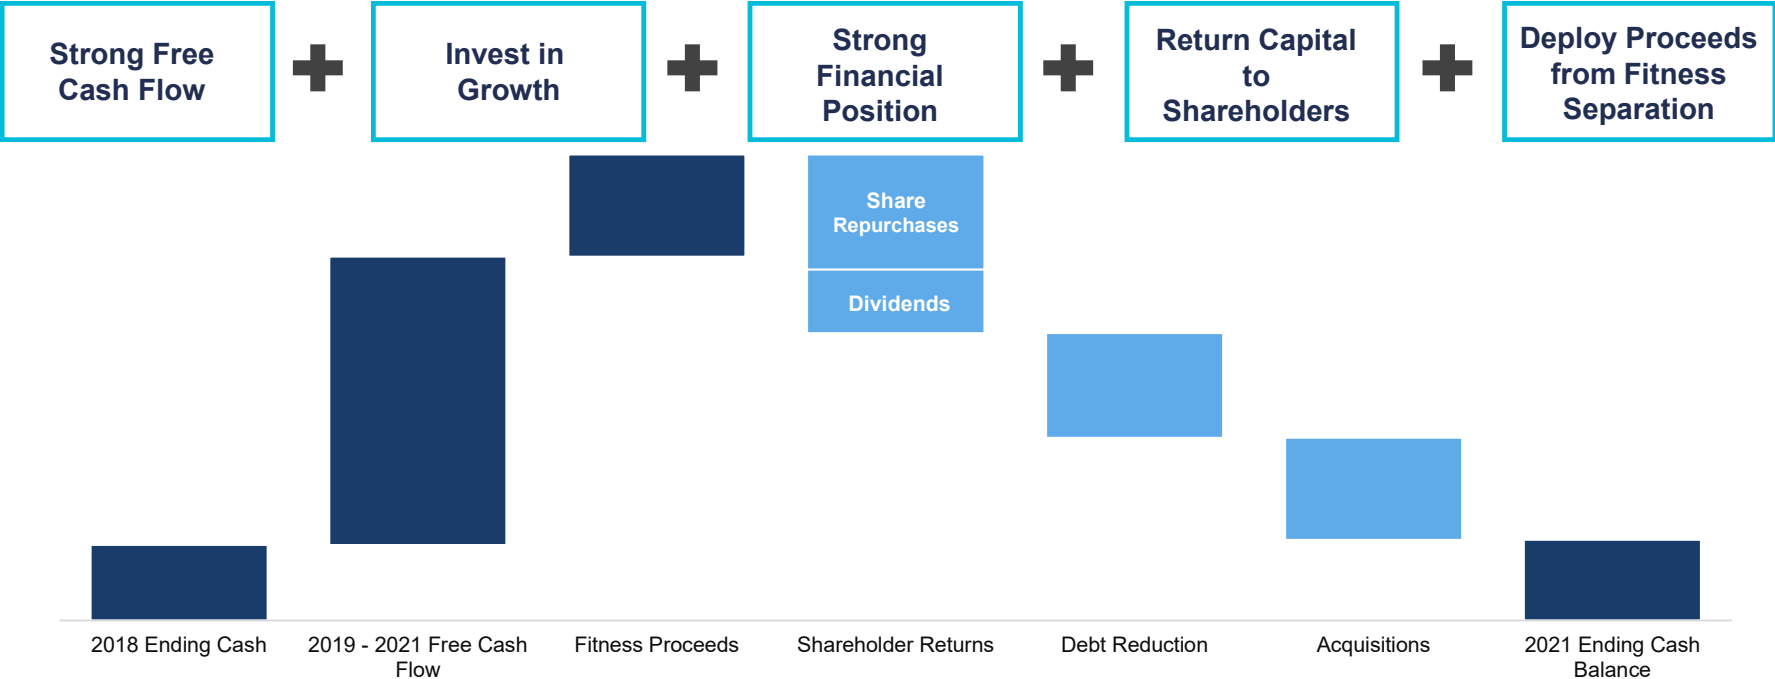 Strong Free
Cash Flow
Invest in
Growth
Strong
Financial
Position
Return Capital
to
Shareholders
Deploy Proceeds
from Fitness
Separation
Share
Repurchases
Dividends
2018 Ending Cash
2019 - 2021 Free Cash
Flow
Fitness Proceeds
Shareholder Returns
Debt Reduction
Acquisitions
2021 Ending Cash
Balance